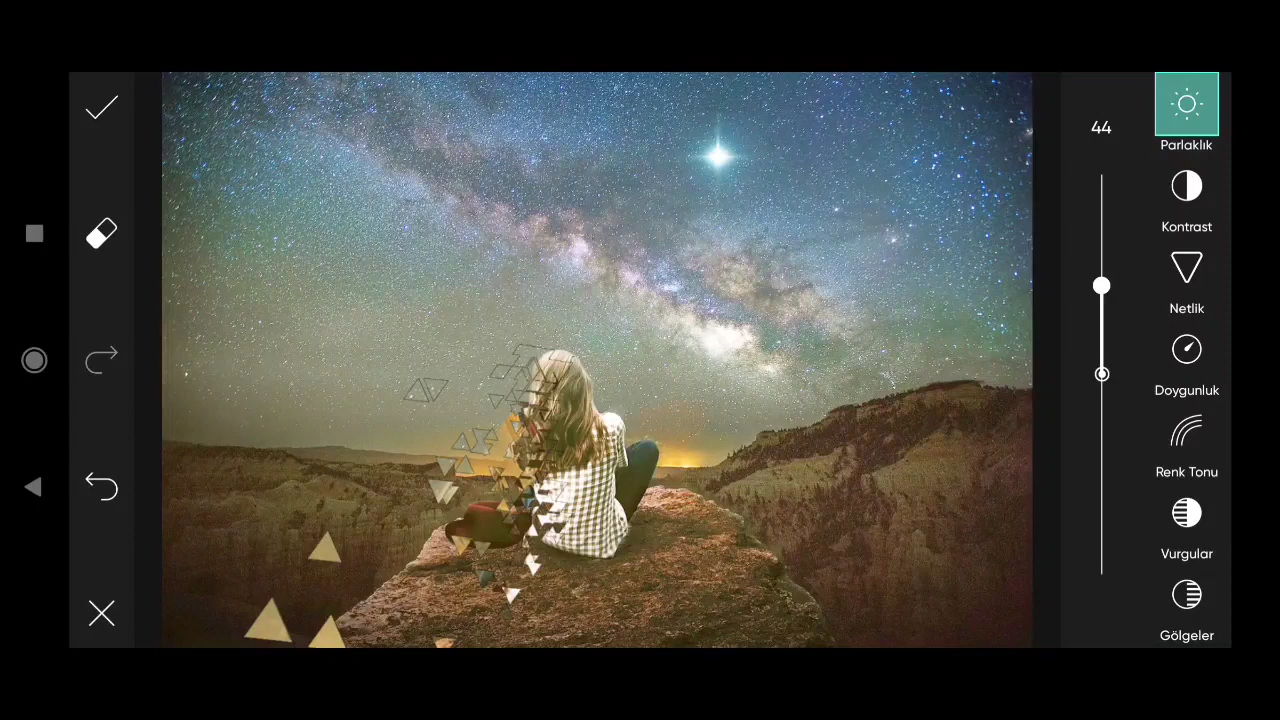 44
Parlaklık
Kontrast
Netlik
Doygunluk
Renk Tonu
Vurgular
Gölgeler